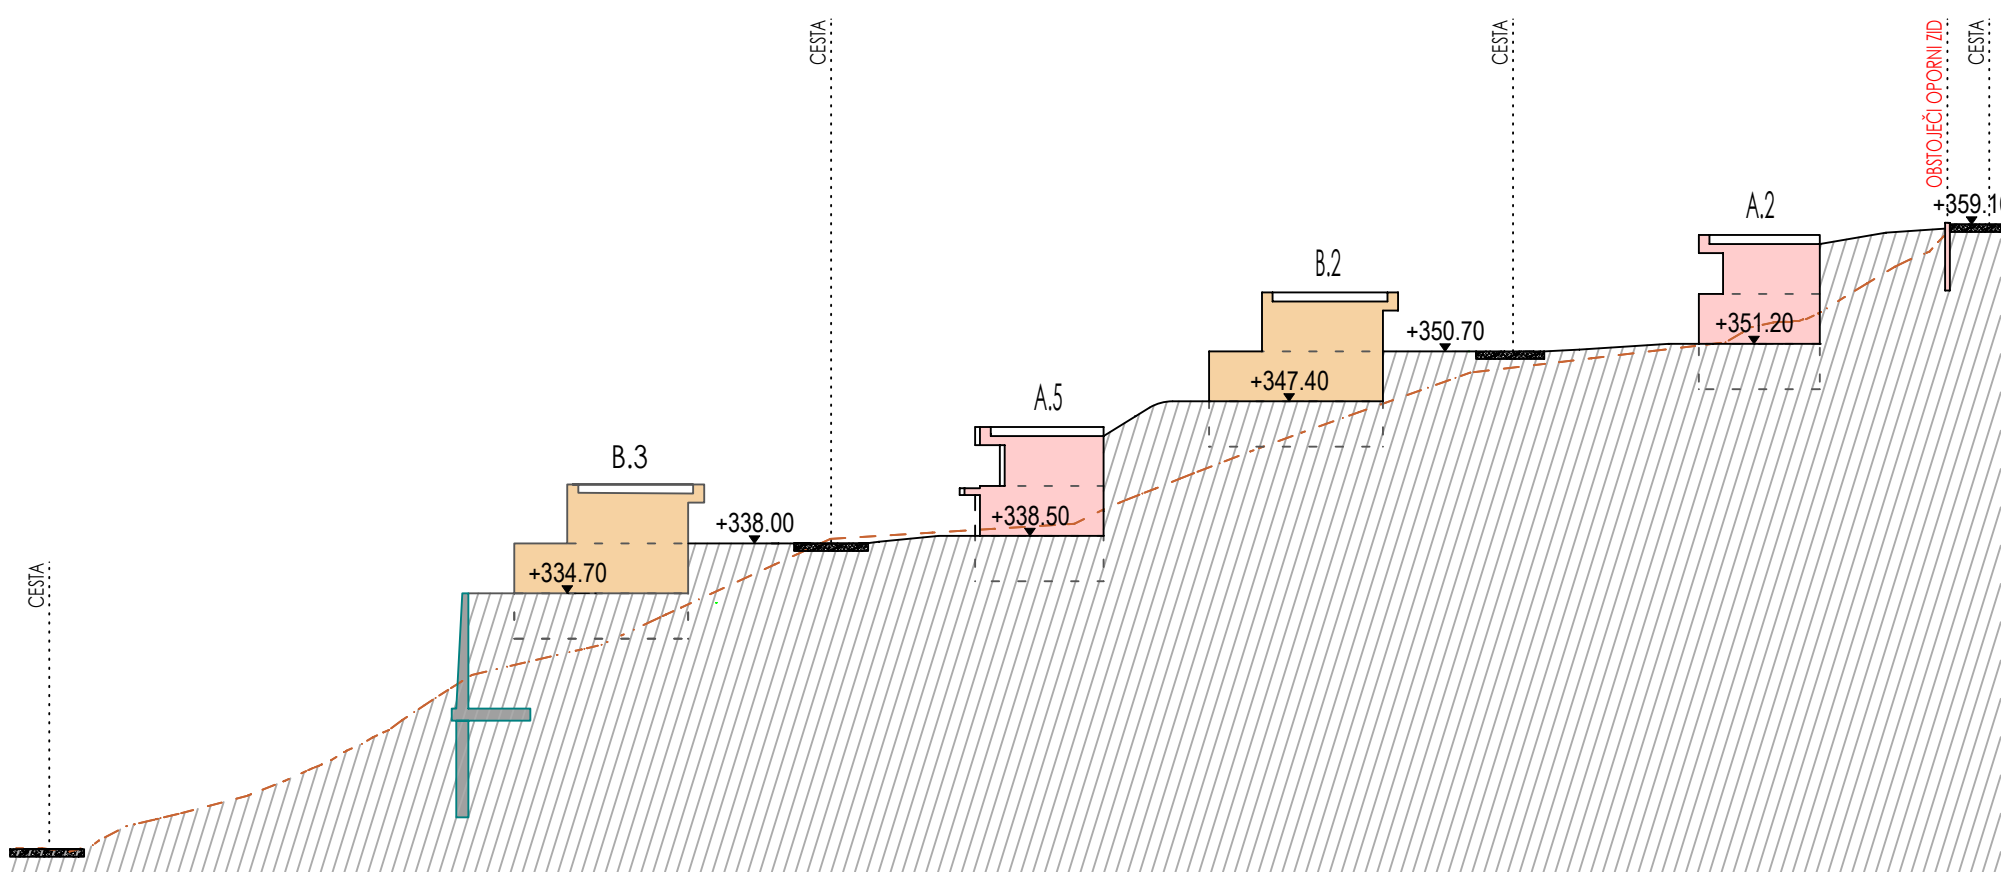 CESTA
CESTA
OBSTOJEČI OPORNI ZID
CESTA
A.2
+359.10
B.2
+351.20
+350.70
+347.40
A.5
B.3
+338.50
+338.00
+334.70
CESTA